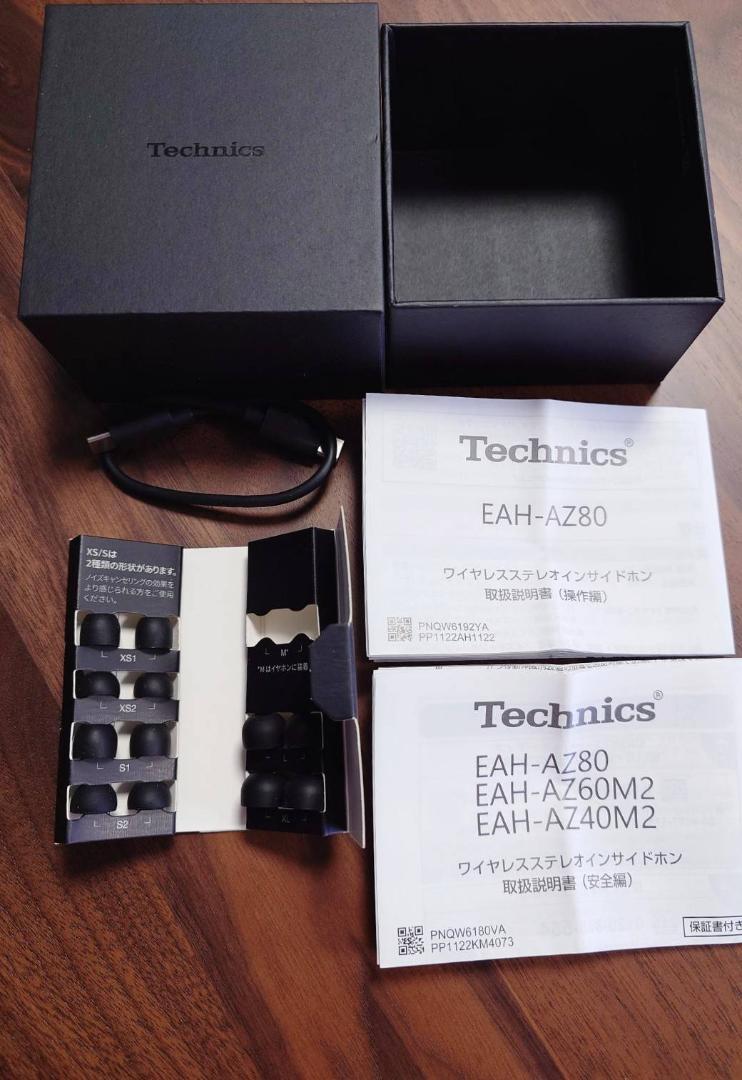 Technics
XS/Sは
2種類の形状があります。
ノイズキャンセリングの効果を
より感じられる方をご使用
ください。
XS1
XS2
S1
S2
M*
*Mはイヤホンに装着
XL
Technics®
EAH-AZ80
ワイヤレスステレオインサイドホン
取扱説明書（操作編）
PNQW6192YA
PP1122AH1122
Technics®
EAH-AZ80
EAH-AZ60M2
EAH-AZ40M2
ワイヤレスステレオインサイドホン
取扱説明書（安全編）
PNQW6180VA
PP1122KM4073
保証書付き